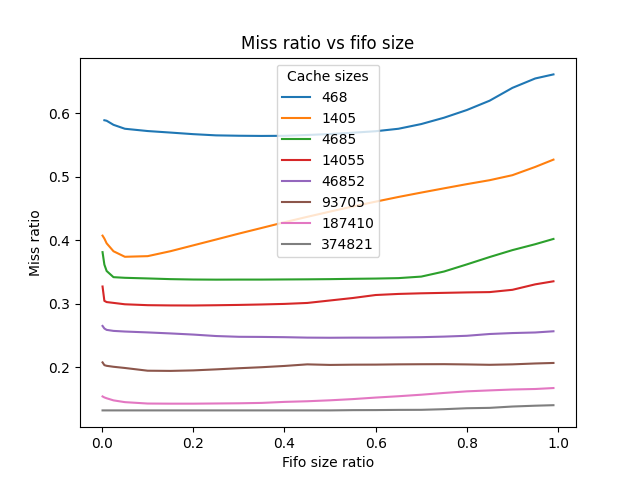 Miss ratio vs fifo size
Cache sizes
468
1405
4685
14055
46852
93705
187410
374821
Miss ratio
0.6
0.5
0.4
0.3
0.2
0.0 0.2 0.4 0.6 0.8 1.0
Fifo size ratio